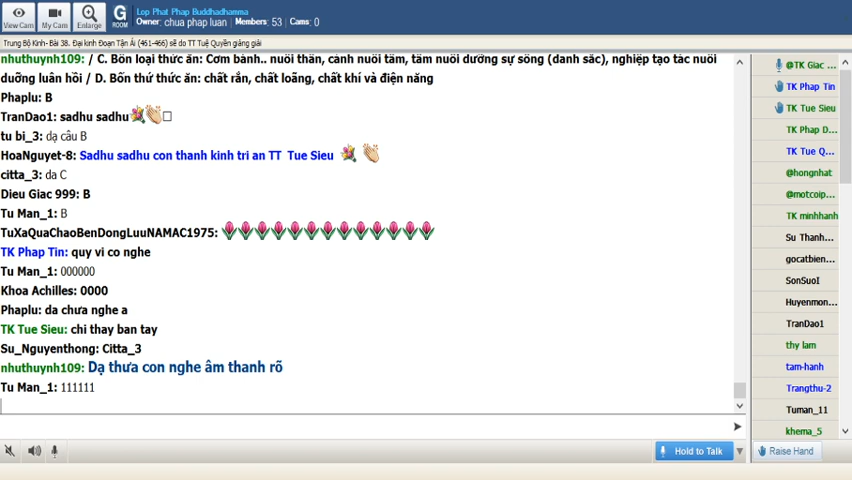 Lop Phat Phap Buddhadhamma
Owner: chua phap luan  Members: 53  Cams: 0
View Cam
My Cam
Enlarge
G
ROOM
Trung Bộ Kinh- Bài 38. Đại kinh Đoạn Tận Ái (461-466) sẽ do TT Tuệ Quyền giảng giải
nhuthuynh109: / C. Bốn loại thức ăn: Cơm bánh.. nuôi thân, cảnh nuôi tâm, tâm nuôi dưỡng sự sống (danh sắc), nghiệp tạo tác nuôi
duỡng luân hồi / D. Bốn thứ thức ăn: chất rắn, chất loãng, chất khí và điện năng
Phaplu: B
TranDao1: sadhu sadhu
tu bi_3: dạ câu B
HoaNguyet-8: Sadhu sadhu con thanh kinh tri an TT Tue Sieu
citta_3: da C
Dieu Giac 999: B
Tu Man_1: B
TuXaQuaChaoBenDongLuuNAMAC1975:
TK Phap Tin: quy vi co nghe
Tu Man_1: 000000
Khoa Achilles: 0000
Phaplu: da chưa nghe a
TK Tue Sieu: chi thay ban tay
Su_Nguyenthong: Citta_3
nhuthuynh109: Dạ thưa con nghe âm thanh rõ
Tu Man_1: 111111
Hold to Talk
@TK Giac ...
TK Phap Tin
TK Tue Sieu
TK Phap D...
TK Tue Q...
@hongnhat
@motcoip...
TK minhhanh
Su Thanh...
gocatbien...
SonSuoI
Huyenmon...
TranDao1
thy lam
tam-hanh
Trangthu-2
Tuman_11
khema_5
Raise Hand